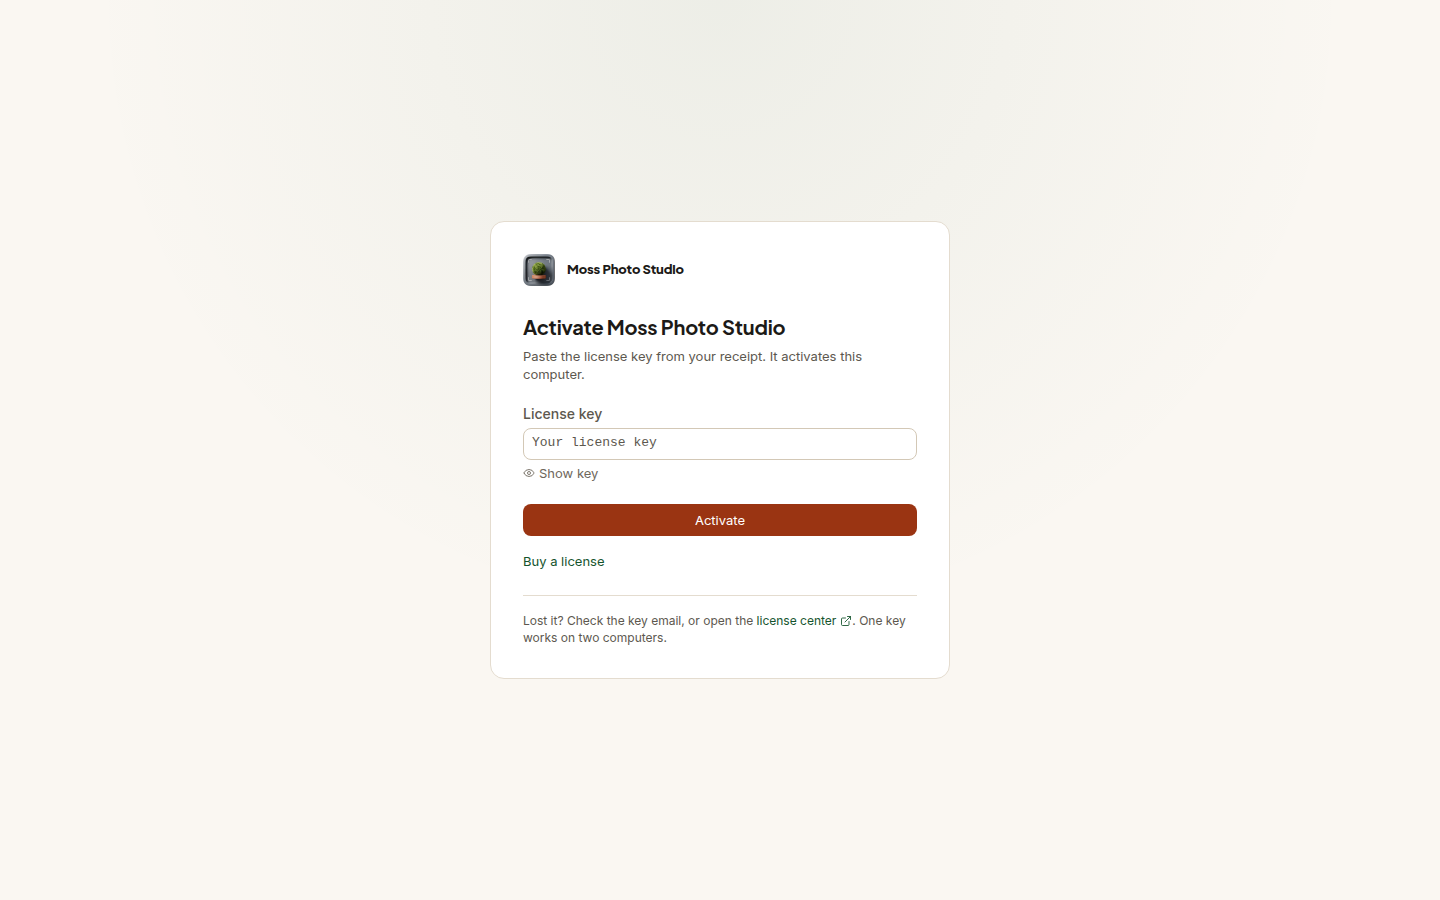 Moss Photo Studio
Activate Moss Photo Studio
Paste the license key from your receipt. It activates this
computer.
License key
Your license key
Show key
Activate
Buy a license
Lost it? Check the key email, or open the license center. One key
works on two computers.